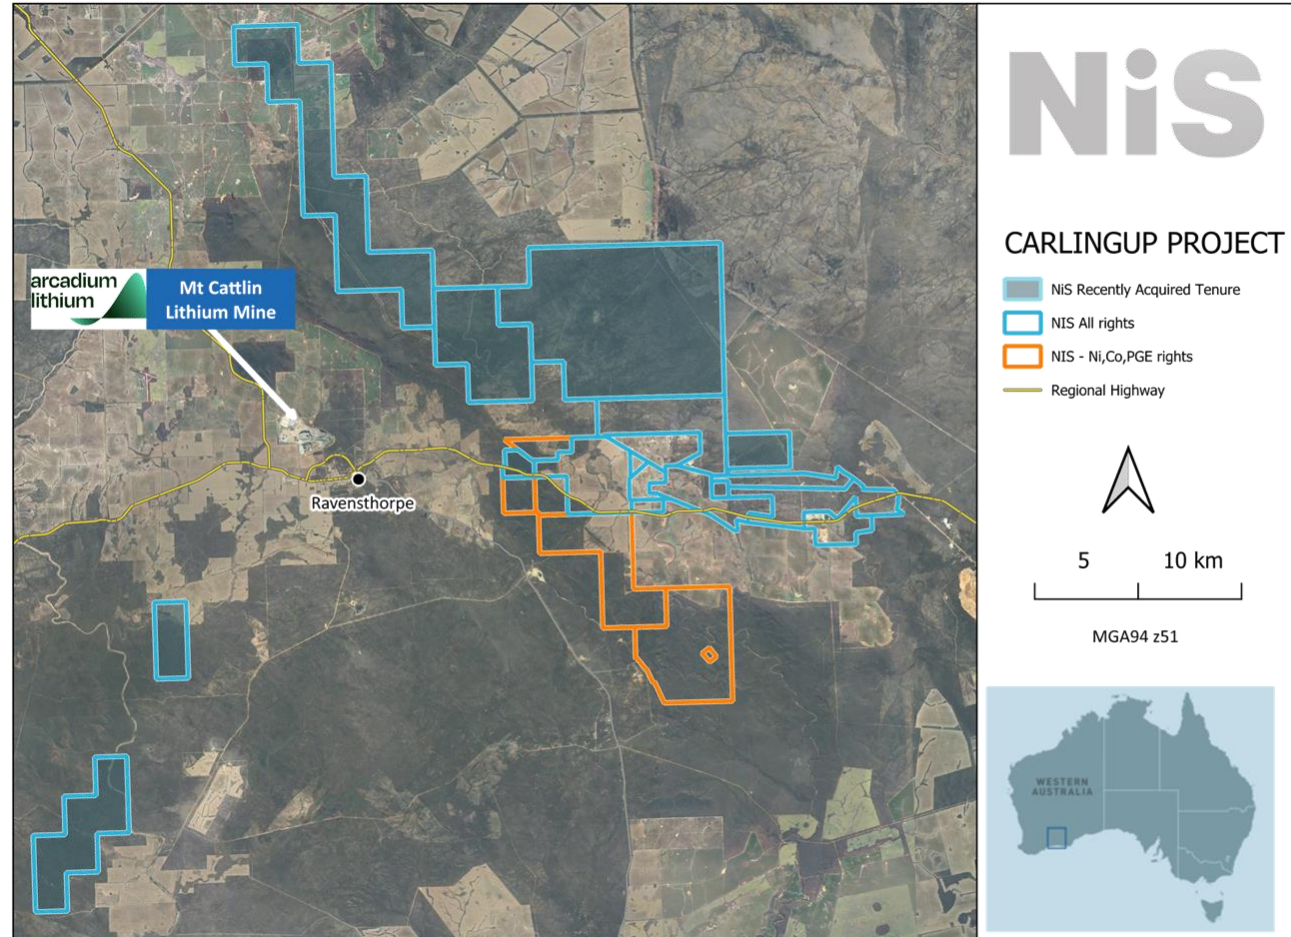 arcadium
lithium
Mt Cattlin
Lithium Mine
Ravensthorpe
NiS
CARLINGUP PROJECT
NiS Recently Acquired Tenure
NIS All rights
NIS - Ni,Co,PGE rights
Regional Highway
5 10 km
MGA94 z51
WESTERN
AUSTRALIA